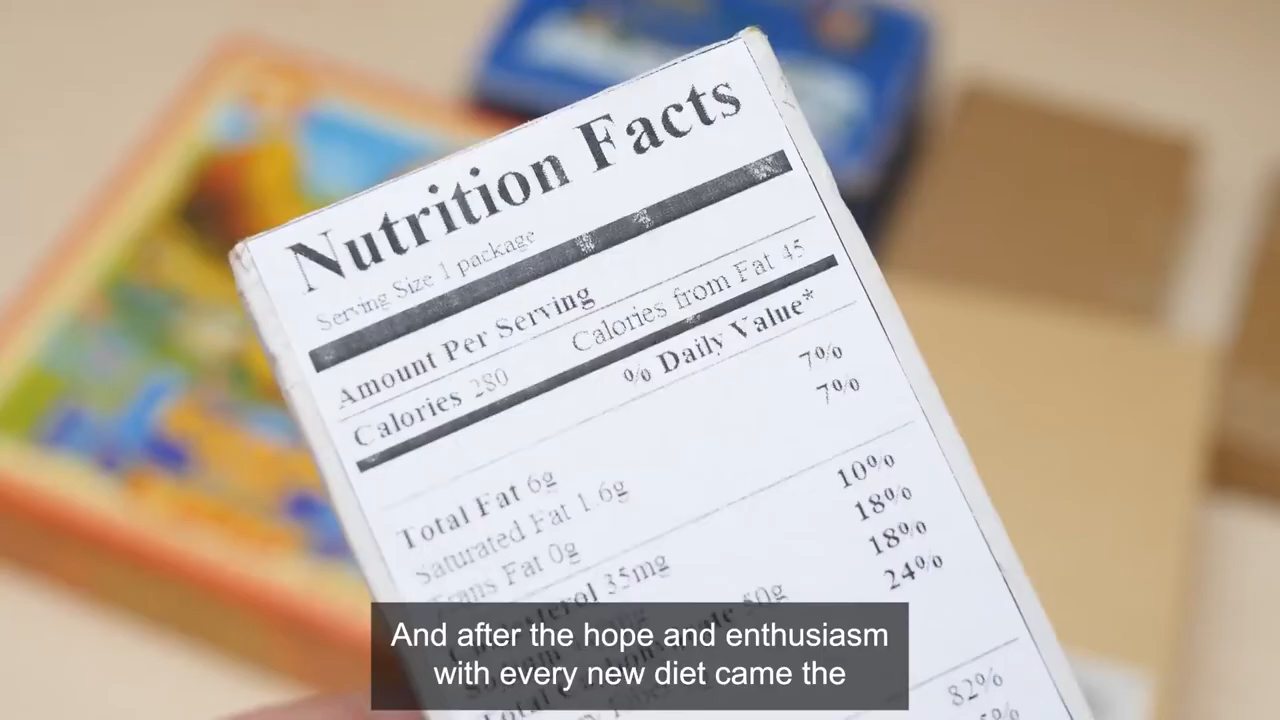 Nutrition Facts
Serving Size 1 package
Amount Per Serving
Calories 280 Calories from Fat 45
% Daily Value*
Total Fat 6g 7%
Saturated Fat 1.6g 7%
Trans Fat 0g
35mg 10%
18%
50g 18%
24%
82%
And after the hope and enthusiasm
with every new diet came the